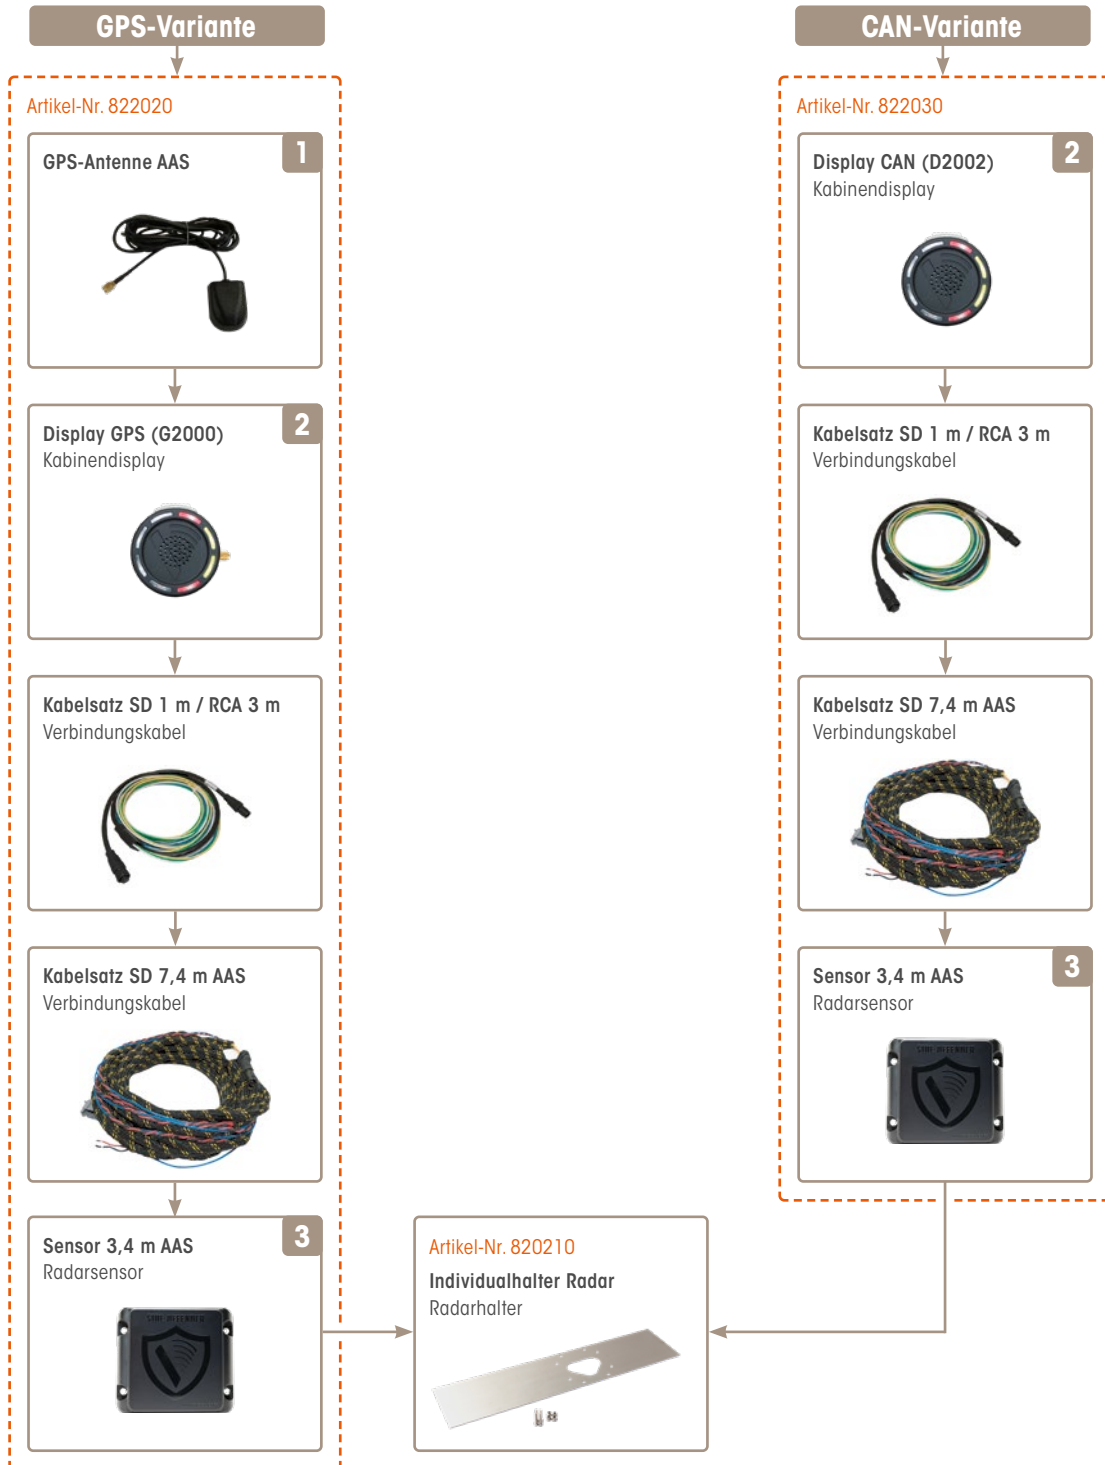 GPS-Variante
Artikel-Nr. 822020
1
GPS-Antenne AAS
2
Display GPS (G2000)
Kabinendisplay
Kabelsatz SD 1 m / RCA 3 m
Verbindungskabel
Kabelsatz SD 7,4 m AAS
Verbindungskabel
3
Sensor 3,4 m AAS
Radarsensor
Artikel-Nr. 820210
Individualhalter Radar
Radarhalter
CAN-Variante
Artikel-Nr. 822030
2
Display CAN (D2002)
Kabinendisplay
Kabelsatz SD 1 m / RCA 3 m
Verbindungskabel
Kabelsatz SD 7,4 m AAS
Verbindungskabel
3
Sensor 3,4 m AAS
Radarsensor